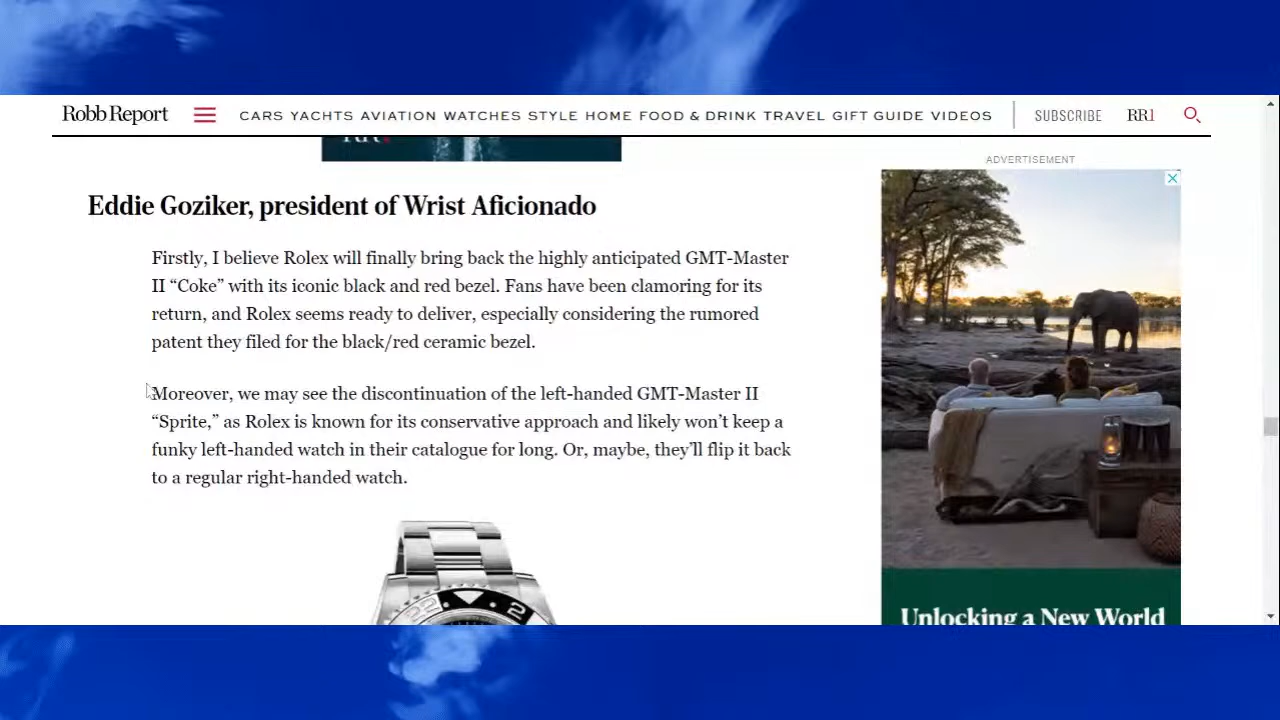 Robb Report
CARS YACHTS AVIATION WATCHES STYLE HOME FOOD & DRINK TRAVEL GIFT GUIDE VIDEOS
SUBSCRIBE
RR1
ADVERTISEMENT
Eddie Goziker, president of Wrist Aficionado
Firstly, I believe Rolex will finally bring back the highly anticipated GMT-Master
II “Coke” with its iconic black and red bezel. Fans have been clamoring for its
return, and Rolex seems ready to deliver, especially considering the rumored
patent they filed for the black/red ceramic bezel.
Moreover, we may see the discontinuation of the left-handed GMT-Master II
“Sprite,” as Rolex is known for its conservative approach and likely won’t keep a
funky left-handed watch in their catalogue for long. Or, maybe, they’ll flip it back
to a regular right-handed watch.
22 2
Unlocking a New World